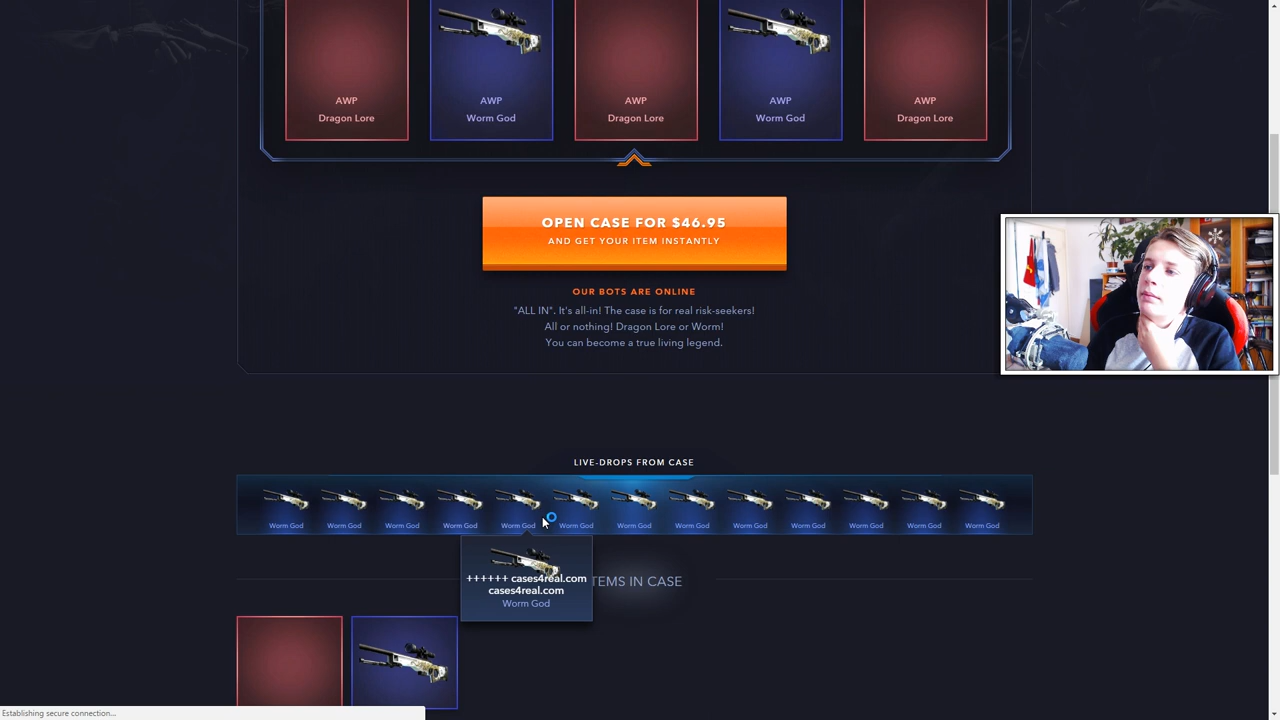 AWP
Dragon Lore
AWP
Worm God
AWP
Dragon Lore
AWP
Worm God
AWP
Dragon Lore
OPEN CASE FOR $46.95
AND GET YOUR ITEM INSTANTLY
OUR BOTS ARE ONLINE
"ALL IN". It's all-in! The case is for real risk-seekers!
All or nothing! Dragon Lore or Worm!
You can become a true living legend.
LIVE-DROPS FROM CASE
Worm God
Worm God
Worm God
Worm God
Worm God
Worm God
Worm God
Worm God
Worm God
Worm God
Worm God
Worm God
Worm God
++++++ cases4real.com
cases4real.com
Worm God
TEMS IN CASE
Establishing secure connection...